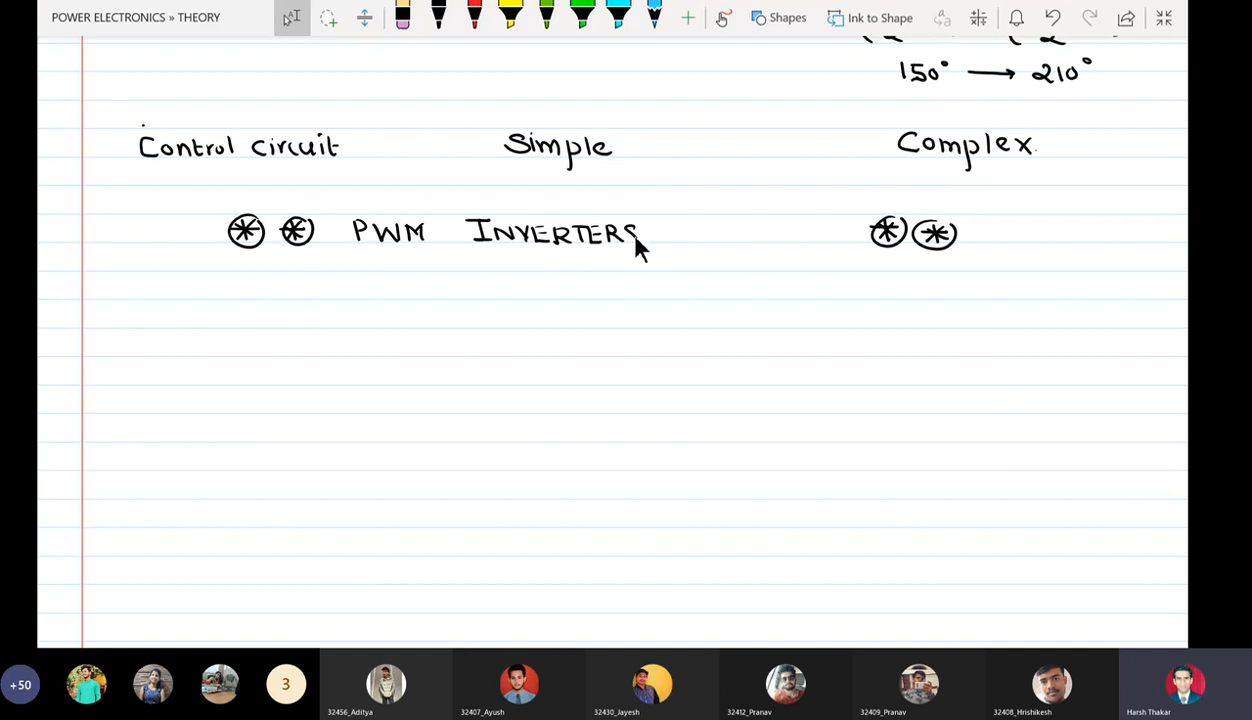 POWER ELECTRONICS » THEORY
Shapes
Ink to Shape
150° → 210°
Control circuit Simple Complex
PWM INVERTERS
+50
3
32456_Aditya
32407_Ayush
32430_Jayesh
32412_Pranav
32409_Pranav
32408_Hrishikesh
Harsh Thakar